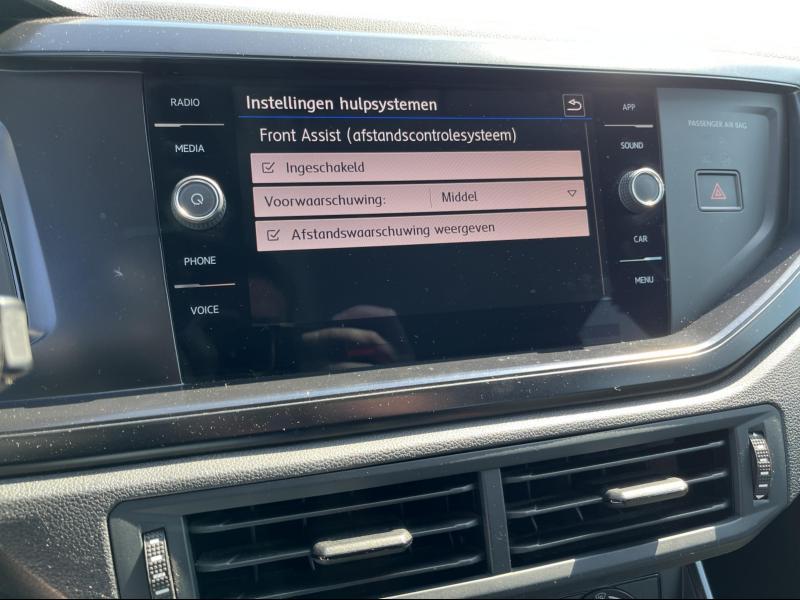 RADIO
MEDIA
PHONE
VOICE
Instellingen hulpsystemen
Front Assist (afstandscontrolesysteem)
Ingeschakeld
Voorwaarschuwing: Middel
Afstandswaarschuwing weergeven
APP
SOUND
CAR
MENU
PASSENGER AIR BAG